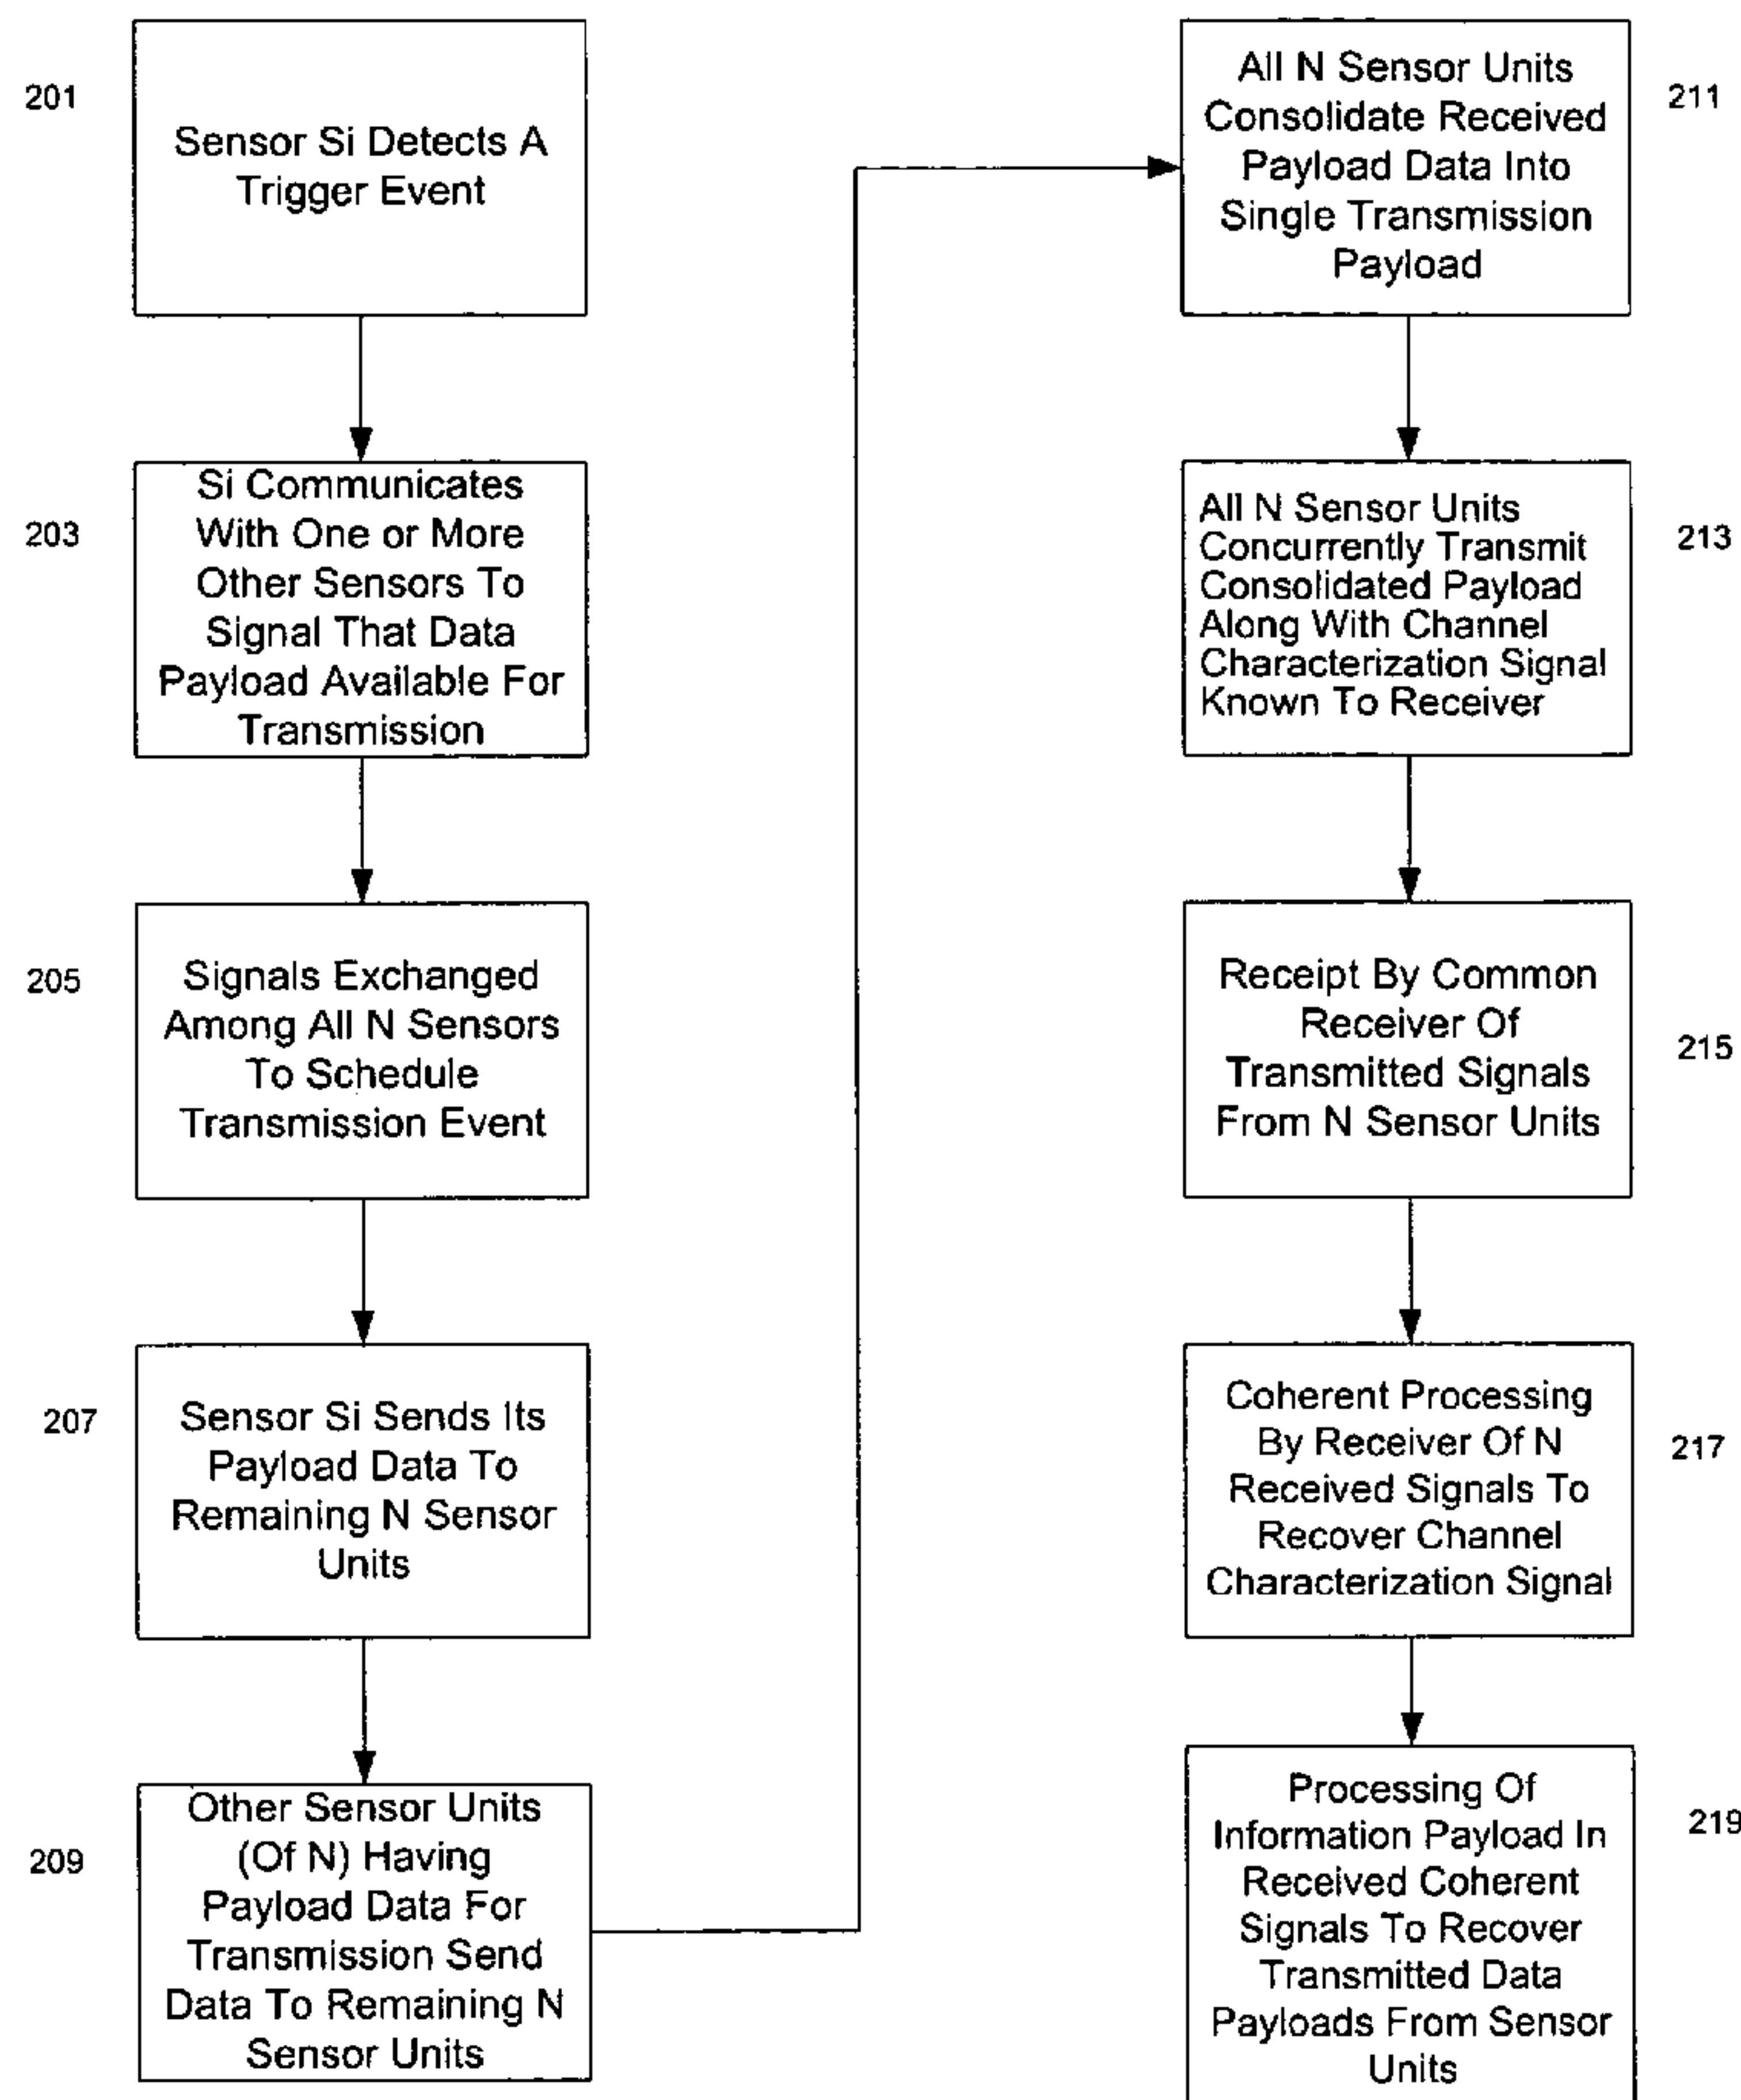 201
Sensor Si Detects A
Trigger Event
203
Si Communicates
With One or More
Other Sensors To
Signal That Data
Payload Available For
Transmission
205
Signals Exchanged
Among All N Sensors
To Schedule
Transmission Event
207
Sensor Si Sends Its
Payload Data To
Remaining N Sensor
Units
209
Other Sensor Units
(Of N) Having
Payload Data For
Transmission Send
Data To Remaining N
Sensor Units
All N Sensor Units
Consolidate Received
Payload Data Into
Single Transmission
Payload
211
All N Sensor Units
Concurrently Transmit
Consolidated Payload
Along With Channel
Characterization Signal
Known To Receiver
213
Receipt By Common
Receiver Of
Transmitted Signals
From N Sensor Units
215
Coherent Processing
By Receiver Of N
Received Signals To
Recover Channel
Characterization Signal
217
Processing Of
Information Payload In
Received Coherent
Signals To Recover
Transmitted Data
Payloads From Sensor
Units
219